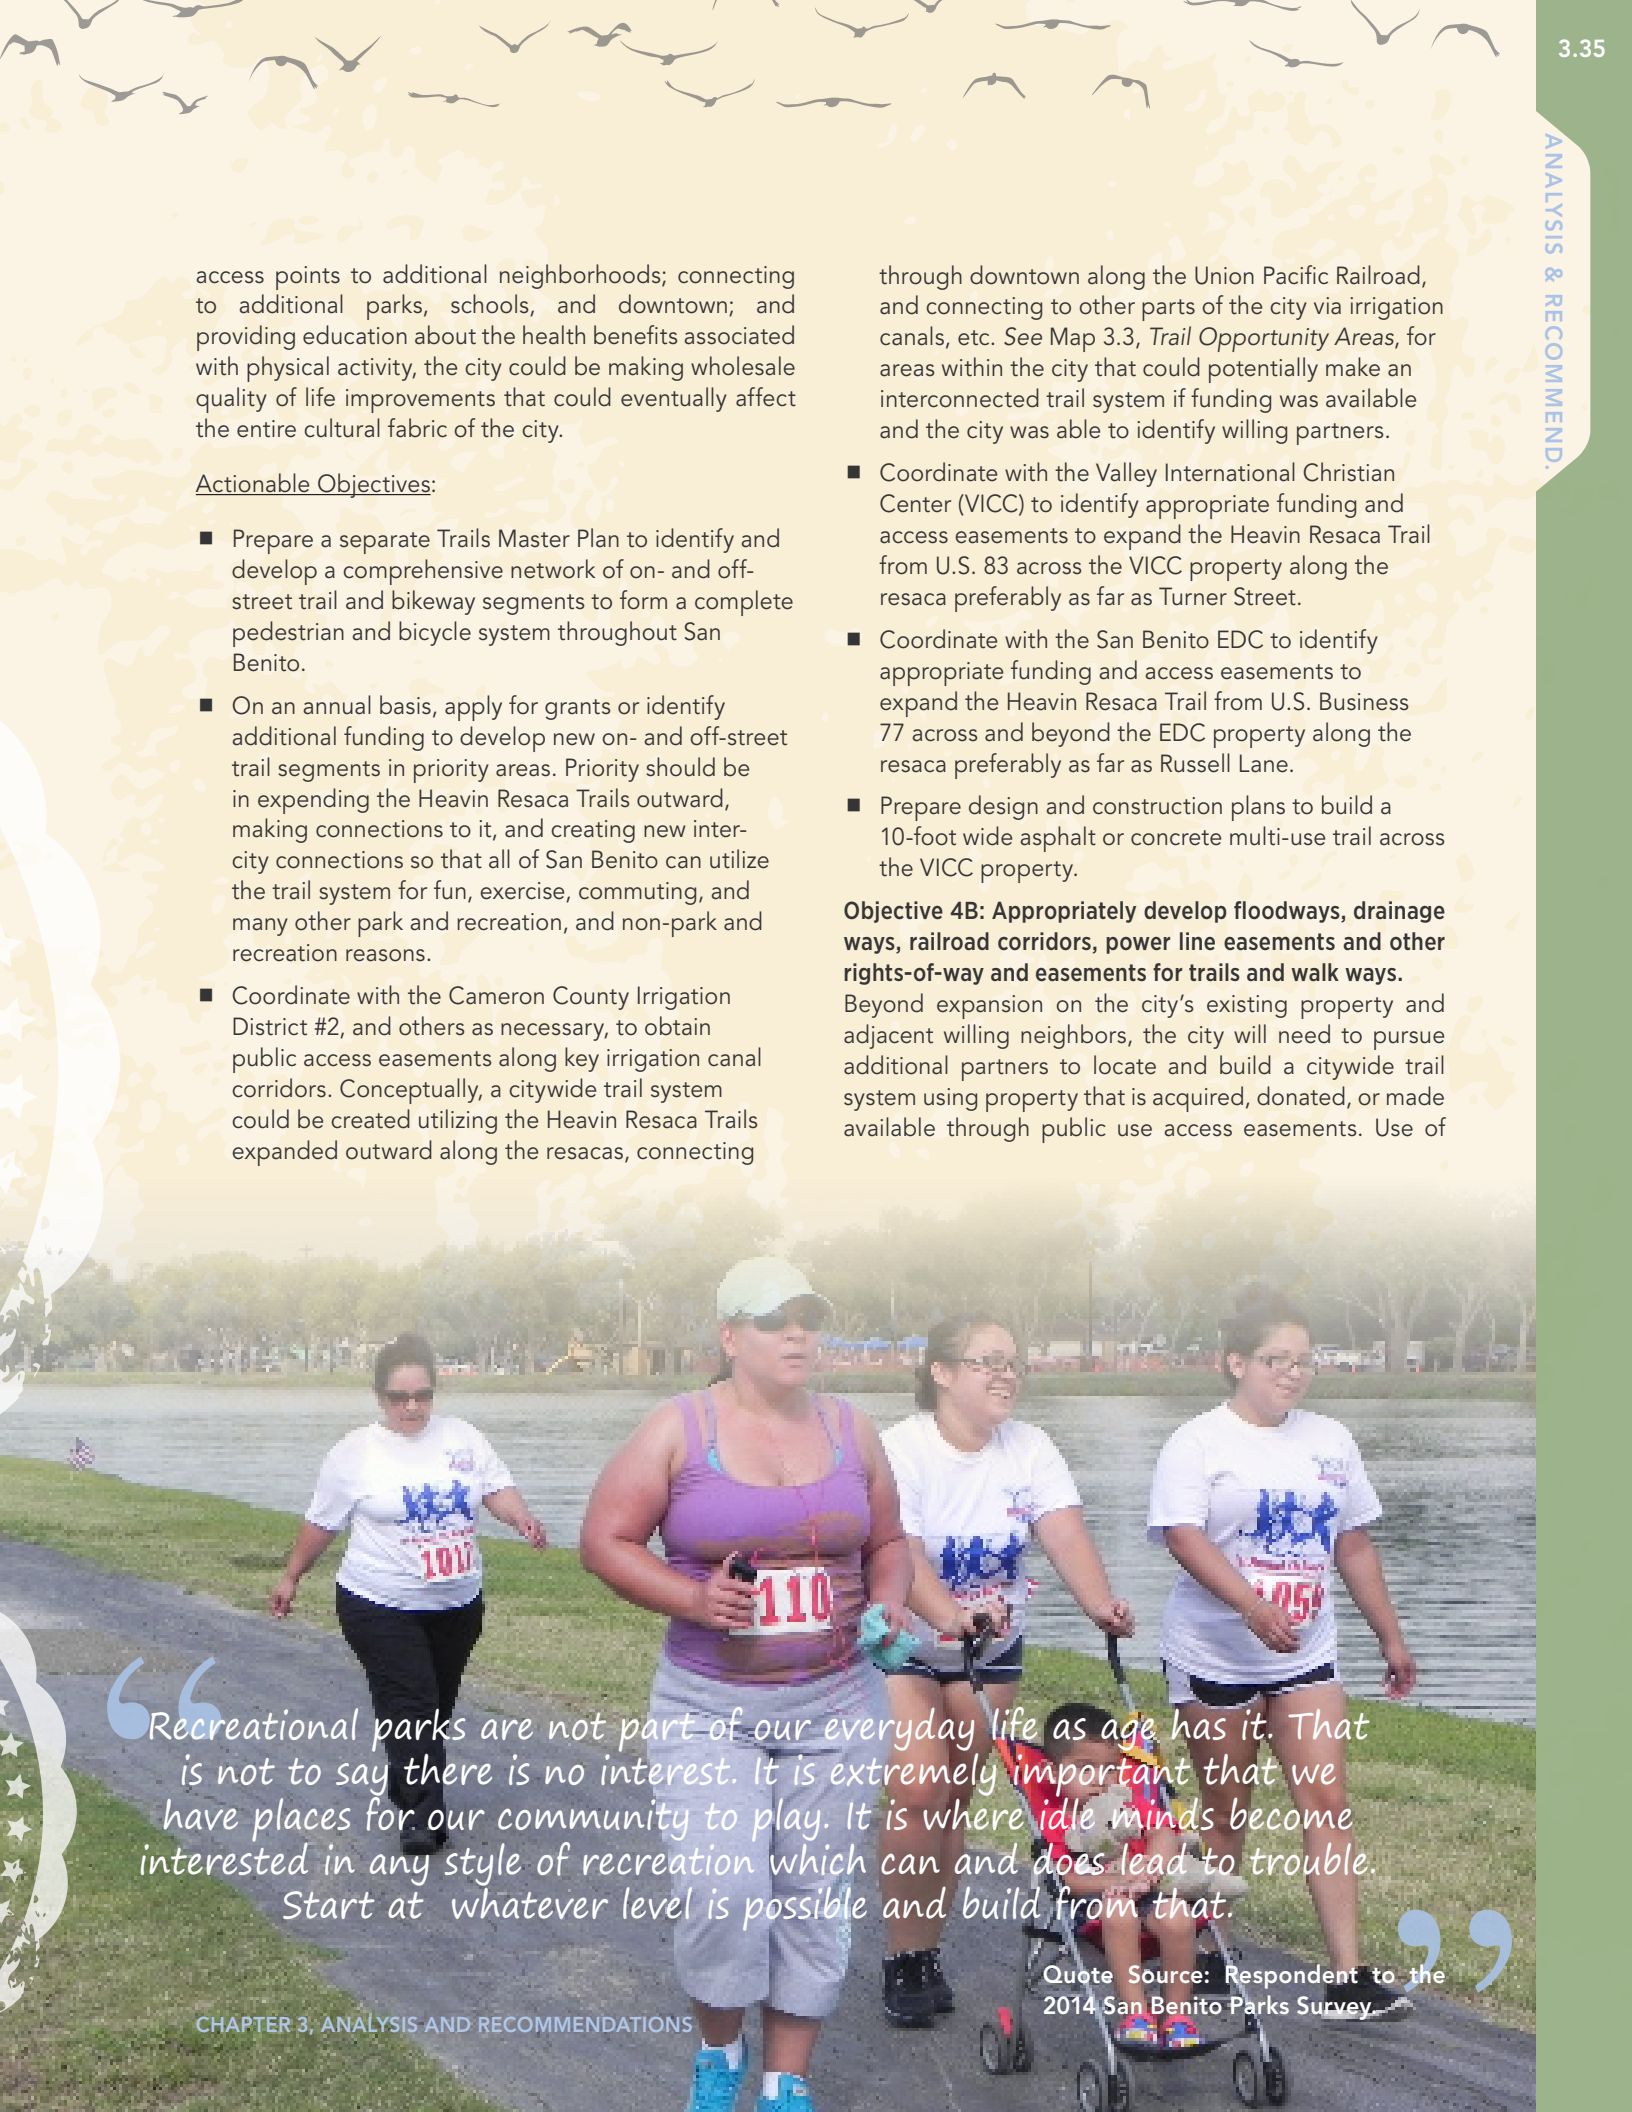 3.35
ANALYSIS & RECOMMEND.
access points to additional neighborhoods; connecting
to additional parks, schools, and downtown; and
providing education about the health benefits associated
with physical activity, the city could be making wholesale
quality of life improvements that could eventually affect
the entire cultural fabric of the city.
Actionable Objectives:
■ Prepare a separate Trails Master Plan to identify and
develop a comprehensive network of on- and off-
street trail and bikeway segments to form a complete
pedestrian and bicycle system throughout San
Benito.
■ On an annual basis, apply for grants or identify
additional funding to develop new on- and off-street
trail segments in priority areas. Priority should be
in expending the Heavin Resaca Trails outward,
making connections to it, and creating new inter-
city connections so that all of San Benito can utilize
the trail system for fun, exercise, commuting, and
many other park and recreation, and non-park and
recreation reasons.
■ Coordinate with the Cameron County Irrigation
District #2, and others as necessary, to obtain
public access easements along key irrigation canal
corridors. Conceptually, a citywide trail system
could be created utilizing the Heavin Resaca Trails
expanded outward along the resacas, connecting
through downtown along the Union Pacific Railroad,
and connecting to other parts of the city via irrigation
canals, etc. See Map 3.3, Trail Opportunity Areas, for
areas within the city that could potentially make an
interconnected trail system if funding was available
and the city was able to identify willing partners.
■ Coordinate with the Valley International Christian
Center (VICC) to identify appropriate funding and
access easements to expand the Heavin Resaca Trail
from U.S. 83 across the VICC property along the
resaca preferably as far as Turner Street.
■ Coordinate with the San Benito EDC to identify
appropriate funding and access easements to
expand the Heavin Resaca Trail from U.S. Business
77 across and beyond the EDC property along the
resaca preferably as far as Russell Lane.
■ Prepare design and construction plans to build a
10-foot wide asphalt or concrete multi-use trail across
the VICC property.
Objective 4B: Appropriately develop floodways, drainage
ways, railroad corridors, power line easements and other
rights-of-way and easements for trails and walk ways.
Beyond expansion on the city's existing property and
adjacent willing neighbors, the city will need to pursue
additional partners to locate and build a citywide trail
system using property that is acquired, donated, or made
available through public use access easements. Use of
1017
110
“Recreational parks are not part of our everyday life as age has it. That
is not to say there is no interest. It is extremely important that we
have places for our community to play. It is where idle minds become
interested in any style of recreation which can and does lead to trouble.
Start at whatever level is possible and build from that.”
Quote Source: Respondent to the
2014 San Benito Parks Survey.
CHAPTER 3, ANALYSIS AND RECOMMENDATIONS